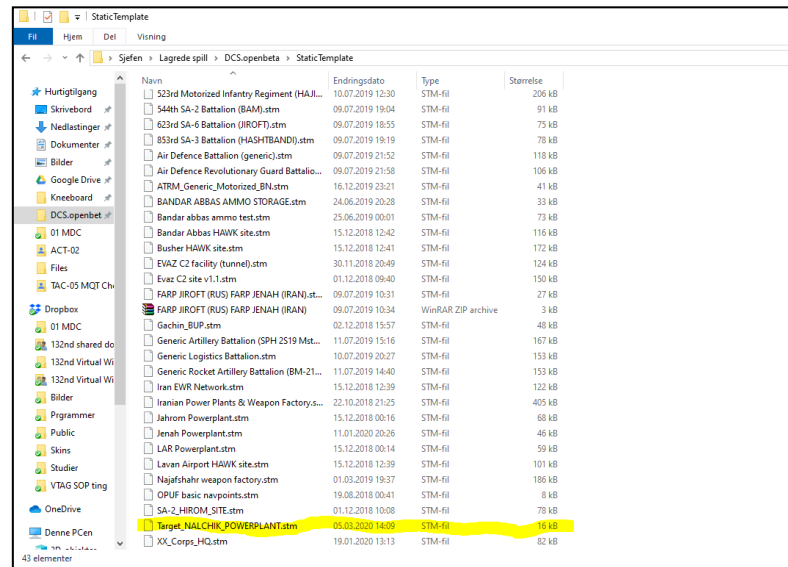 StaticTemplate
Fil Hjem Del Visning
Sjefen › Lagrede spill › DCS.openbeta › StaticTemplate
Navn Endringsdato Type Størrelse
Hurtigtilgang
Skrivebord
Nedlastinger
Dokumenter
Bilder
Google Drive
Kneeboard
DCS.openbet
01 MDC
ACT-02
Files
TAC-05 MQT Che
Dropbox
01 MDC
132nd shared do
132nd Virtual Wi
132nd Virtual Wi
Bilder
Prgrammer
Public
Skins
Studier
VTAG SOP ting
OneDrive
Denne PCen
523rd Motorized Infantry Regiment (HAJI... 10.07.2019 12:30 STM-fil 206 kB
544th SA-2 Battalion (BAM).stm 09.07.2019 19:04 STM-fil 91 kB
623rd SA-6 Battalion (JIROFT).stm 09.07.2019 18:55 STM-fil 75 kB
853rd SA-3 Battalion (HASHTBANDI).stm 09.07.2019 19:19 STM-fil 78 kB
Air Defence Battalion (generic).stm 09.07.2019 21:52 STM-fil 118 kB
Air Defence Revolutionary Guard Battalio... 09.07.2019 21:58 STM-fil 106 kB
ATRM_Generic_Motorized_BN.stm 16.12.2019 23:21 STM-fil 41 kB
BANDAR ABBAS AMMO STORAGE.stm 24.06.2019 20:28 STM-fil 33 kB
Bandar abbas ammo test.stm 25.06.2019 00:01 STM-fil 73 kB
Bandar Abbas HAWK site.stm 15.12.2018 12:42 STM-fil 116 kB
Busher HAWK site.stm 15.12.2018 12:41 STM-fil 172 kB
EVAZ C2 facility (tunnel).stm 30.11.2018 20:49 STM-fil 124 kB
Evaz C2 site v1.1.stm 01.12.2018 09:40 STM-fil 150 kB
FARP JIROFT (RUS) FARP JENAH (IRAN).st... 09.07.2019 10:31 STM-fil 27 kB
FARP JIROFT (RUS) FARP JENAH (IRAN) 09.07.2019 10:34 WinRAR ZIP archive 3 kB
Gachin_BUP.stm 02.12.2018 15:57 STM-fil 48 kB
Generic Artillery Battalion (SPH 2S19 Mst... 11.07.2019 15:16 STM-fil 167 kB
Generic Logistics Battalion.stm 10.07.2019 20:27 STM-fil 153 kB
Generic Rocket Artillery Battalion (BM-21... 11.07.2019 14:40 STM-fil 153 kB
Iran EWR Network.stm 15.12.2018 12:39 STM-fil 122 kB
Iranian Power Plants & Weapon Factory.s... 22.10.2018 21:25 STM-fil 405 kB
Jahrom Powerplant.stm 15.12.2018 00:16 STM-fil 68 kB
Jenah Powerplant.stm 11.01.2020 20:26 STM-fil 46 kB
LAR Powerplant.stm 15.12.2018 00:14 STM-fil 59 kB
Lavan Airport HAWK site.stm 15.12.2018 12:39 STM-fil 101 kB
Najafshahr weapon factory.stm 01.03.2019 19:37 STM-fil 186 kB
OPUF basic navpoints.stm 19.08.2018 00:41 STM-fil 8 kB
SA-2_HIROM_SITE.stm 01.12.2018 10:08 STM-fil 78 kB
Target_NALCHIK_POWERPLANT.stm 05.03.2020 14:09 STM-fil 16 kB
XX_Corps_HQ.stm 19.01.2020 13:13 STM-fil 82 kB
43 elementer